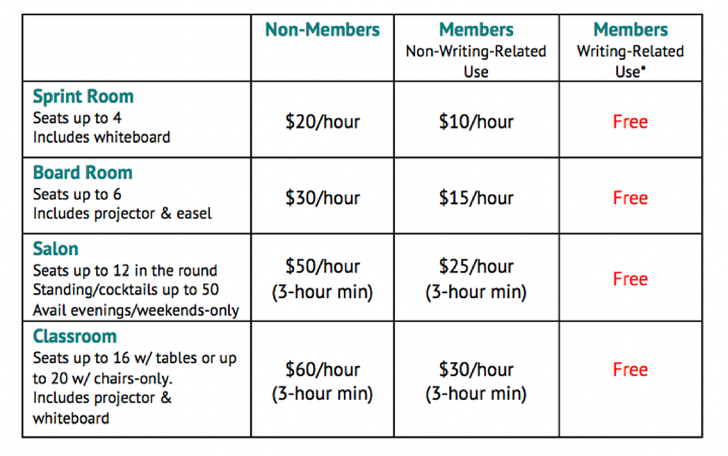 Non-Members
Members
Non-Writing-Related
Use
Members
Writing-Related
Use*
Sprint Room
Seats up to 4
Includes whiteboard
$20/hour
$10/hour
Free
Board Room
Seats up to 6
Includes projector & easel
$30/hour
$15/hour
Free
Salon
Seats up to 12 in the round
Standing/cocktails up to 50
Avail evenings/weekends-only
$50/hour
(3-hour min)
$25/hour
(3-hour min)
Free
Classroom
Seats up to 16 w/ tables or up
to 20 w/ chairs-only.
Includes projector &
whiteboard
$60/hour
(3-hour min)
$30/hour
(3-hour min)
Free